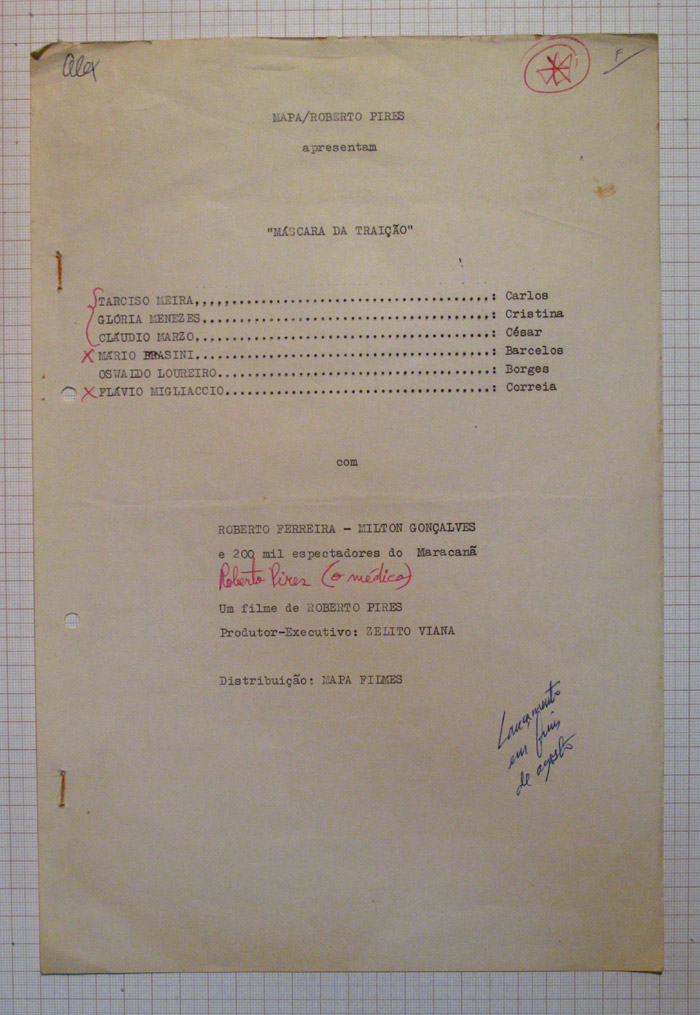 Alex
F
MAPA/ROBERTO PIRES
apresentam
"MÁSCARA DA TRAIÇÃO"
TARCISO MEIRA,,,,,.......................................,: Carlos
GLÓRIA MENEZES..........................................,: Cristina
CLÁUDIO MARZO,..........................................,: César
X MÁRIO BRASINI,..........................................,: Barcelos
OSWALDO LOUREIRO.......................................,: Borges
X FLÁVIO MIGLIACCIO......................................: Correia
com
ROBERTO FERREIRA - MILTON GONÇALVES
e 200 mil espectadores do Maracanã
Roberto Pires (o médico)
Um filme de ROBERTO PIRES
Produtor-Executivo: ZELITO VIANA
Distribuição: MAPA FILMES
Lançamento
em fins
de agosto